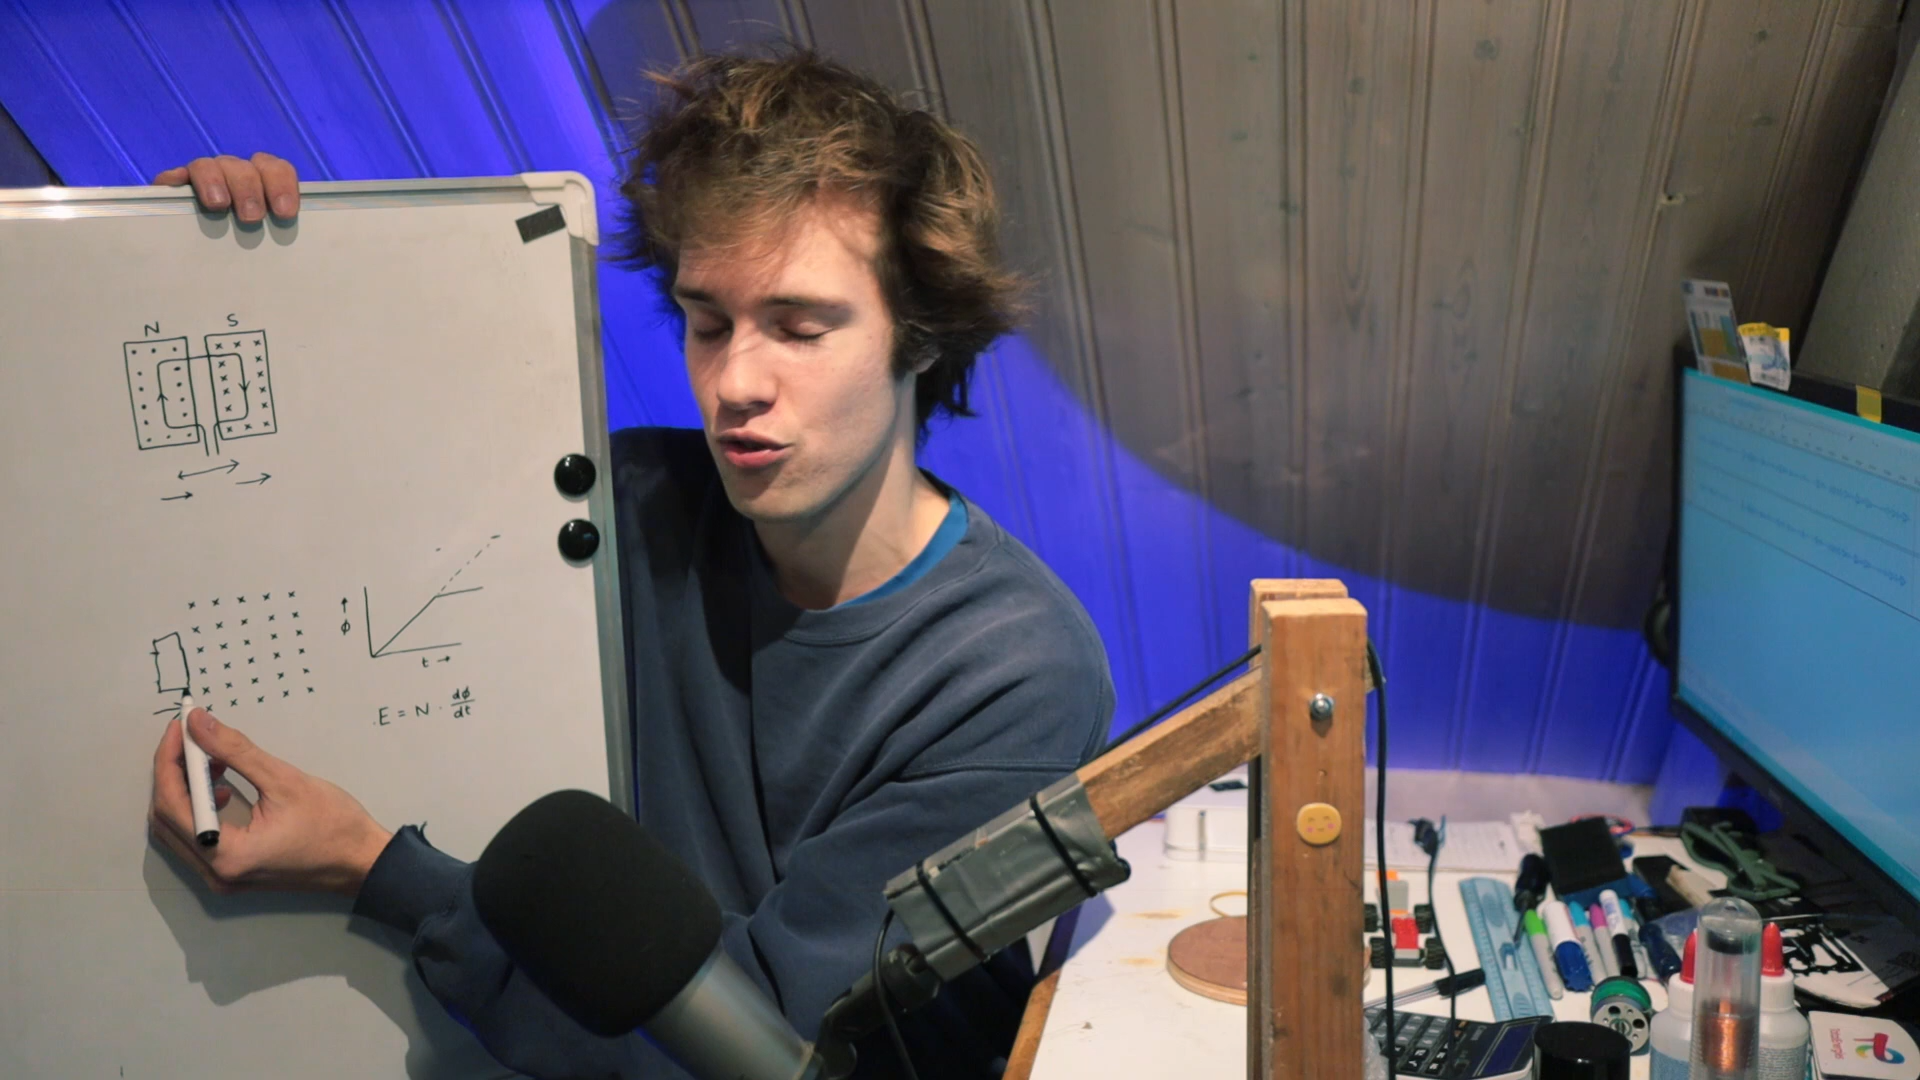 N S
ϕ →
t →
E = N · dϕ/dt